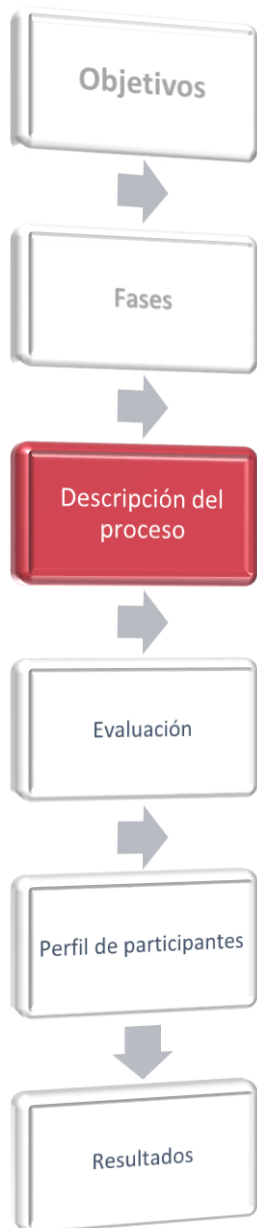 Objetivos
Fases
Descripción del
proceso
Evaluación
Perfil de participantes
Resultados